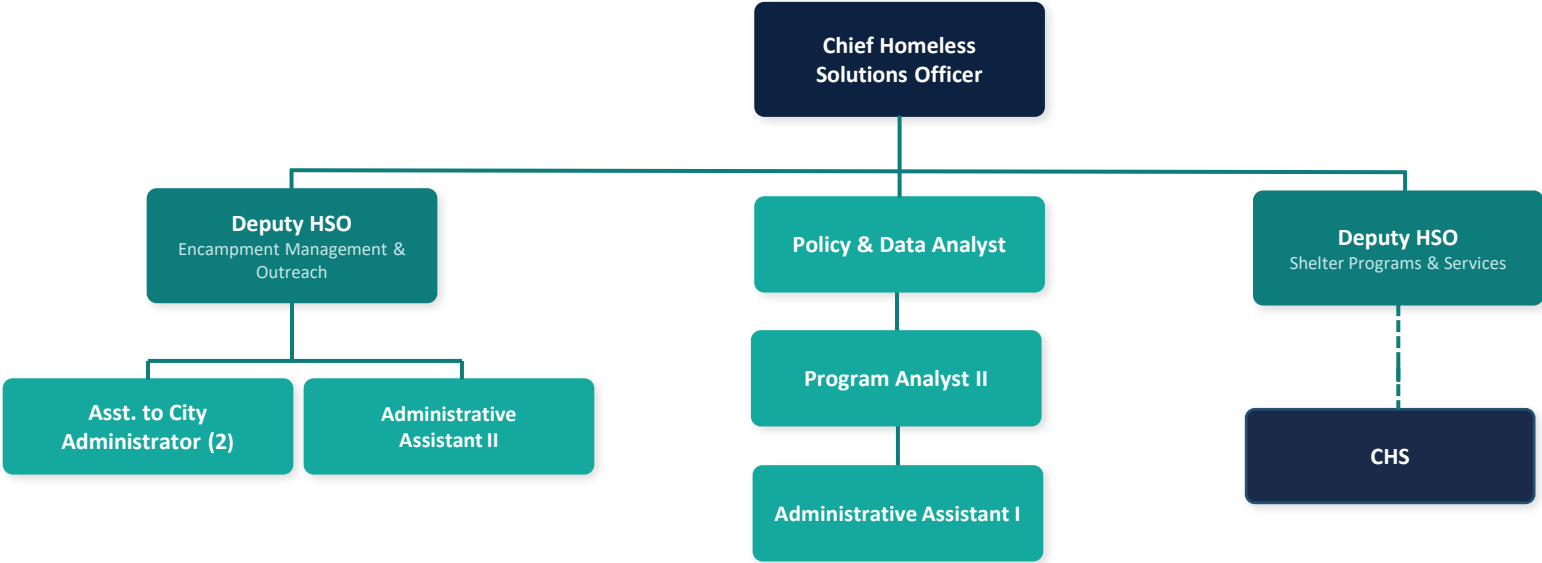 Chief Homeless
Solutions Officer
Deputy HSO
Encampment Management &
Outreach
Policy & Data Analyst
Deputy HSO
Shelter Programs & Services
Program Analyst II
Asst. to City
Administrator (2)
Administrative
Assistant II
CHS
Administrative Assistant I